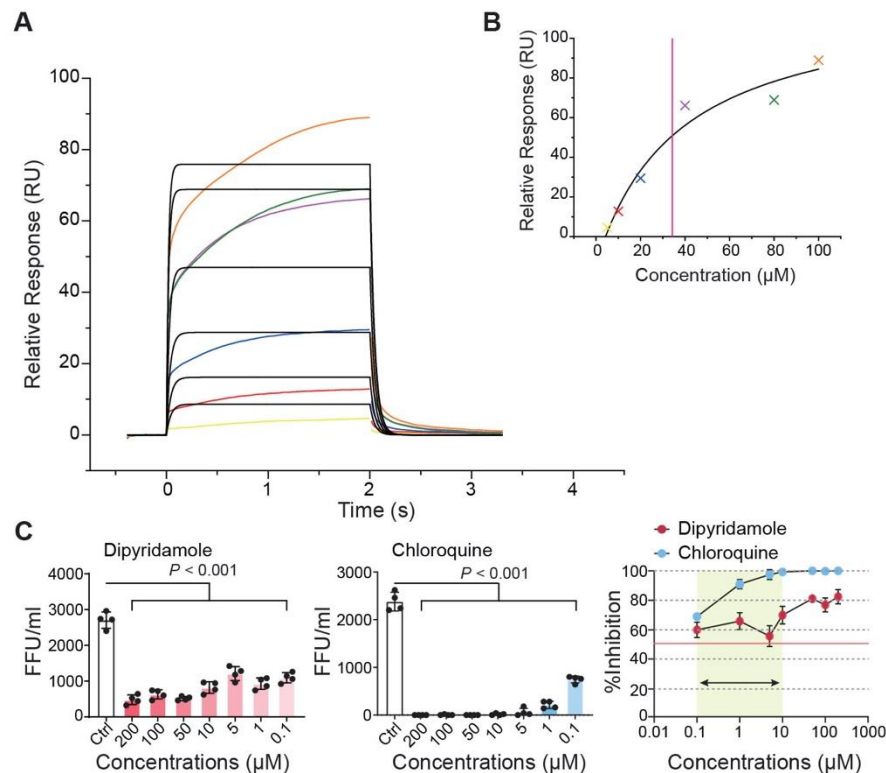 A
Relative Response (RU)
100
80
60
40
20
0
0 1 2 3 4
Time (s)
B
Relative Response (RU)
100
80
60
40
20
0
0 20 40 60 80 100
Concentration (µM)
C
Dipyridamole
P < 0.001
FFU/ml
4000
3000
2000
1000
0
Ctrl 200 100 50 10 5 1 0.1
Concentrations (µM)
Chloroquine
P < 0.001
FFU/ml
3000
2000
1000
0
Ctrl 200 100 50 10 5 1 0.1
Concentrations (µM)
Dipyridamole
Chloroquine
%Inhibition
100
80
60
40
20
0
0.01 0.1 1 10 100 1000
Concentrations (µM)